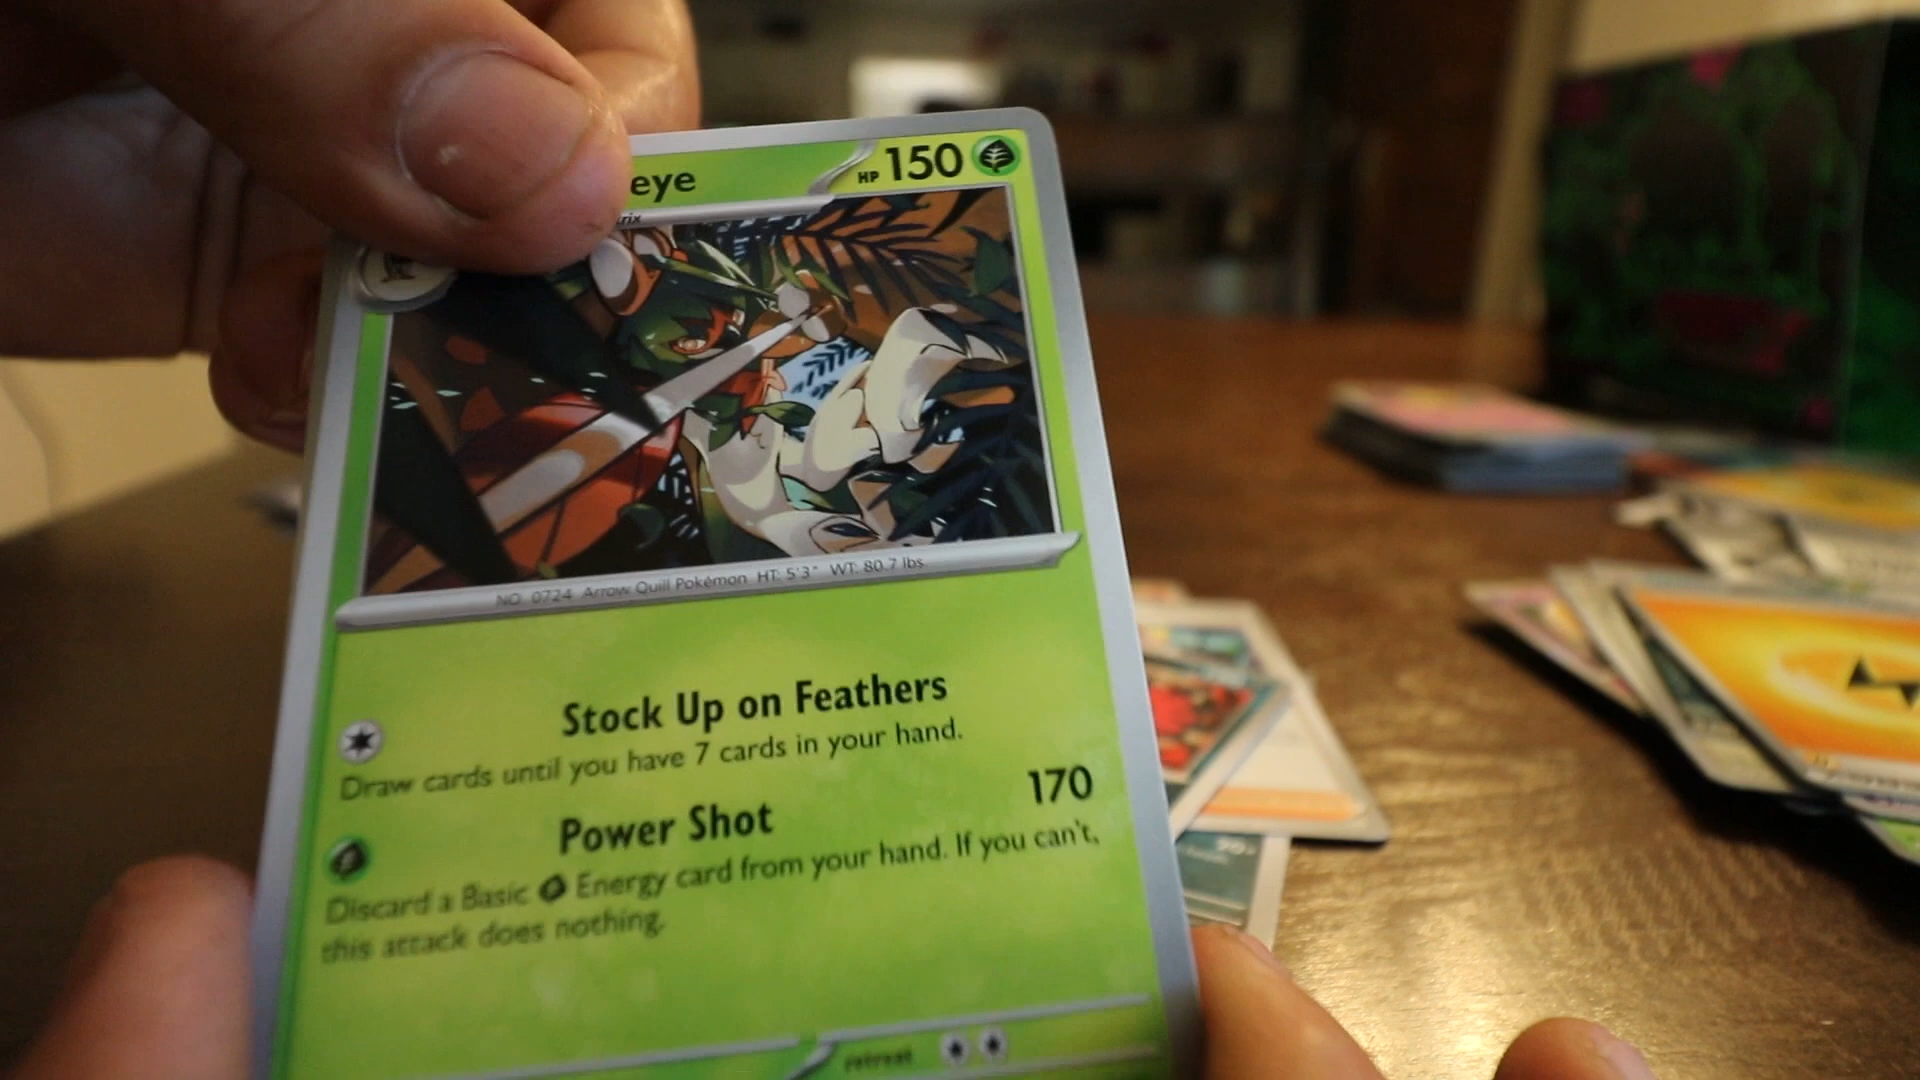 eye HP 150
trix
NO. 0724 Arrow Quill Pokémon HT: 5'3" WT: 80.7 lbs
Stock Up on Feathers
Draw cards until you have 7 cards in your hand.
Power Shot 170
Discard a Basic Energy card from your hand. If you can't,
this attack does nothing.
retreat